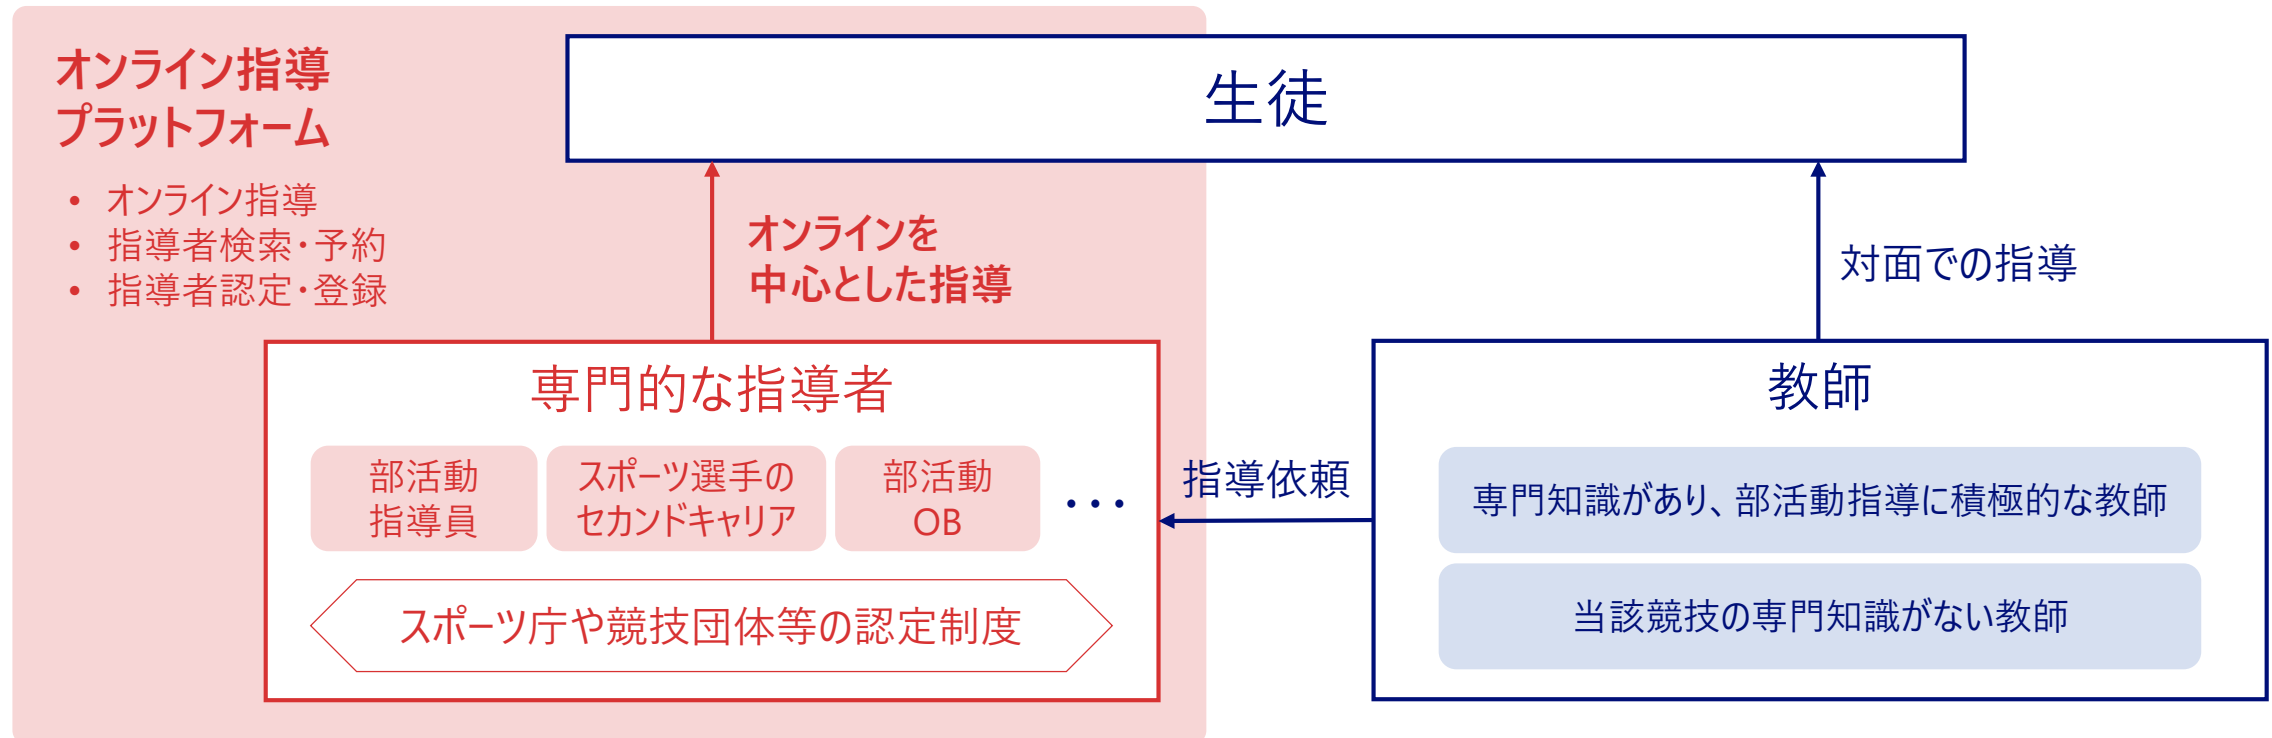 オンライン指導
プラットフォーム
• オンライン指導
• 指導者検索・予約
• 指導者認定・登録
生徒
オンラインを
中心とした指導
対面での指導
専門的な指導者
部活動
指導員
スポーツ選手の
セカンドキャリア
部活動
OB
・・・
スポーツ庁や競技団体等の認定制度
指導依頼
教師
専門知識があり、部活動指導に積極的な教師
当該競技の専門知識がない教師